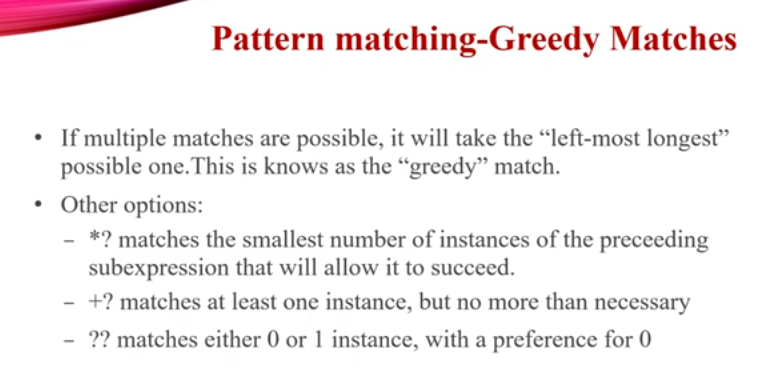 Pattern matching-Greedy Matches
• If multiple matches are possible, it will take the “left-most longest”
possible one.This is knows as the “greedy” match.
• Other options:
– *? matches the smallest number of instances of the preceeding
subexpression that will allow it to succeed.
– +? matches at least one instance, but no more than necessary
– ?? matches either 0 or 1 instance, with a preference for 0